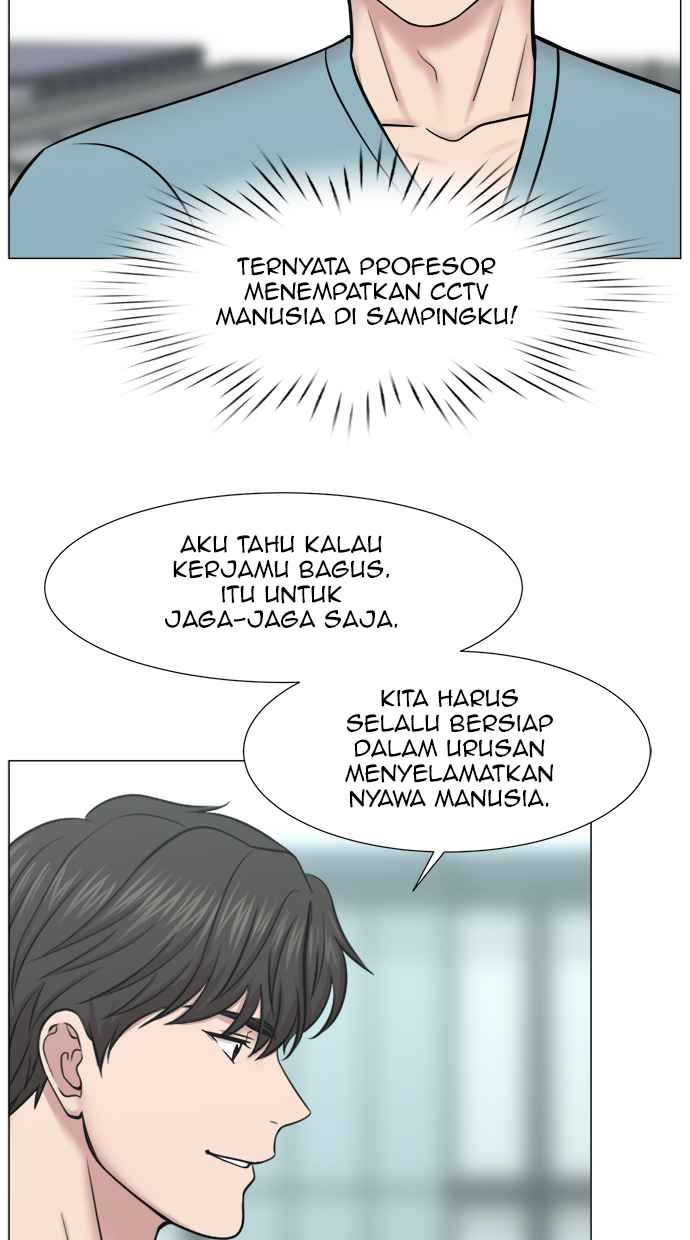 TERNYATA PROFESOR
MENEMPATKAN CCTV
MANUSIA DI SAMPINGKU!
AKU TAHU KALAU
KERJAMU BAGUS.
ITU UNTUK
JAGA-JAGA SAJA.
KITA HARUS
SELALU BERSIAP
DALAM URUSAN
MENYELAMATKAN
NYAWA MANUSIA.